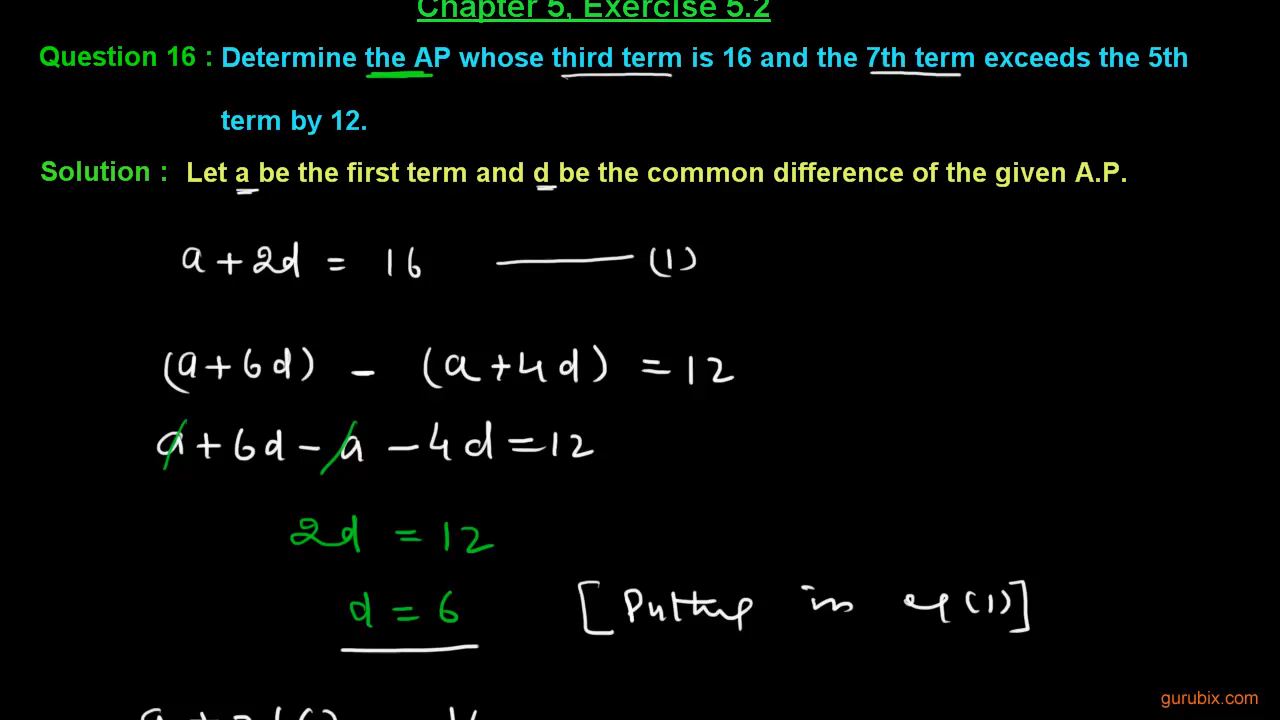 Chapter 5, Exercise 5.2
Question 16 : Determine the AP whose third term is 16 and the 7th term exceeds the 5th
term by 12.
Solution : Let a be the first term and d be the common difference of the given A.P.
a + 2d = 16 —— (1)
(a + 6d) - (a + 4d) = 12
a + 6d - a - 4d = 12
2d = 12
d = 6 [Putting in eq (1)]
gurubix.com